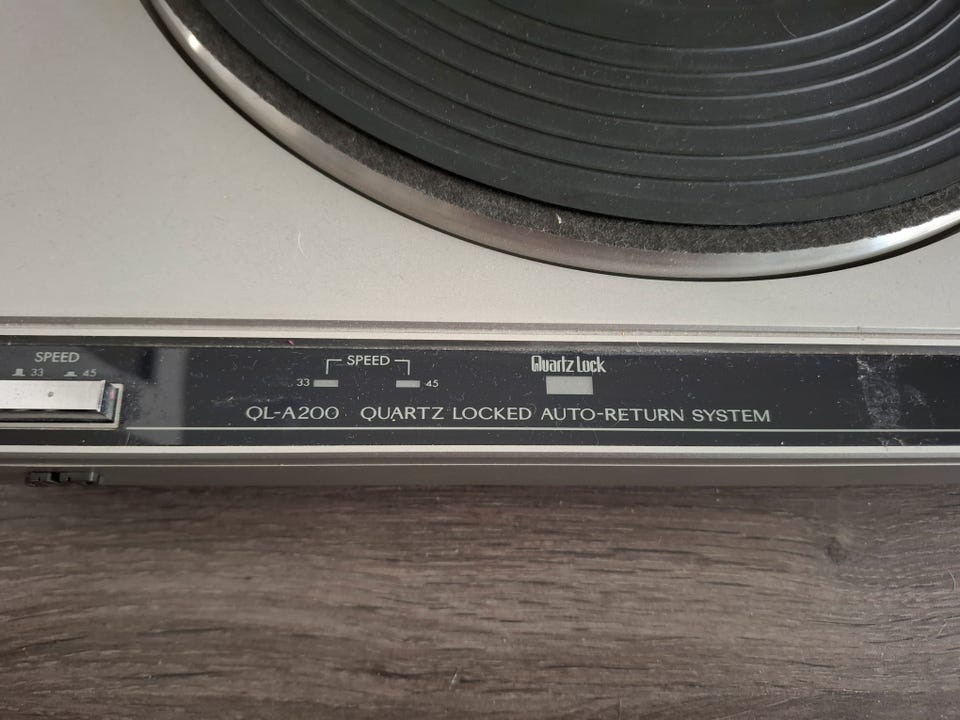 SPEED
33 45
SPEED
33 45
Quartz Lock
QL-A200 QUARTZ LOCKED AUTO-RETURN SYSTEM